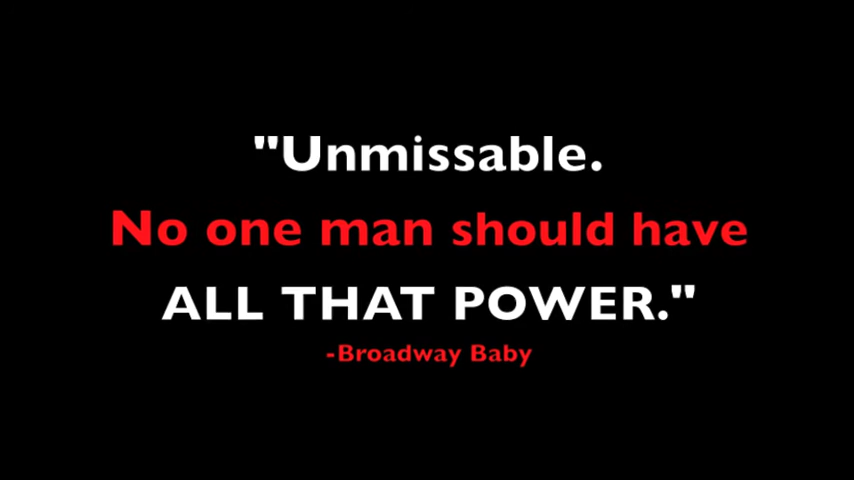 "Unmissable.
No one man should have
ALL THAT POWER."
-Broadway Baby